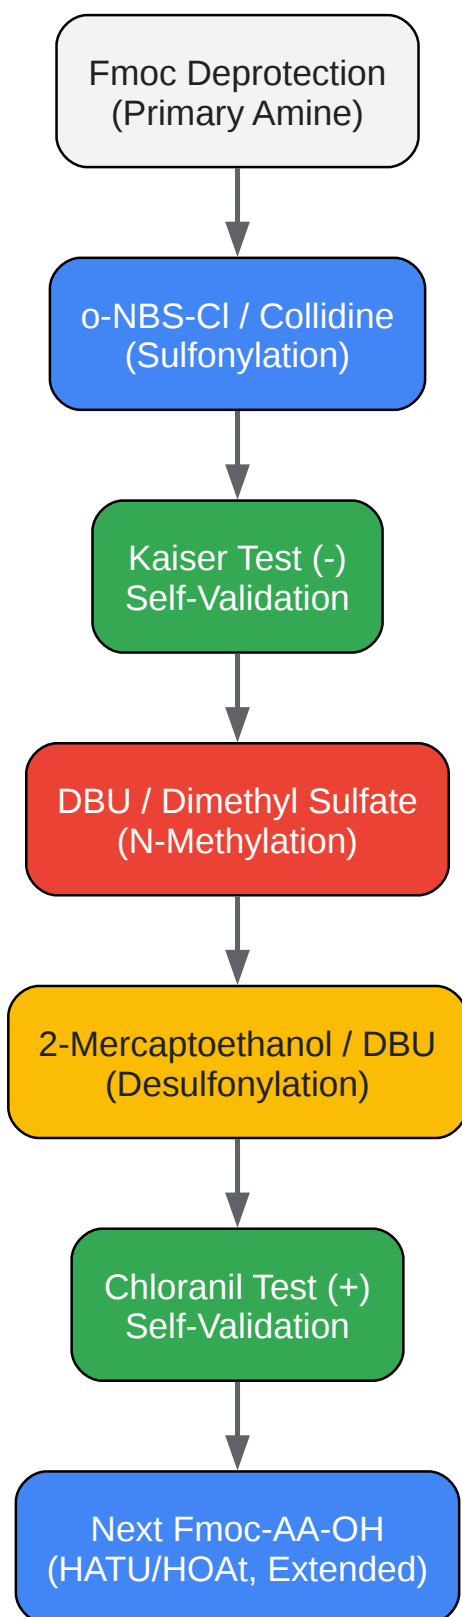 Fmoc Deprotection
(Primary Amine)
o-NBS-Cl / Collidine
(Sulfonylation)
Kaiser Test (-)
Self-Validation
DBU / Dimethyl Sulfate
(N-Methylation)
2-Mercaptoethanol / DBU
(Desulfonylation)
Chloranil Test (+)
Self-Validation
Next Fmoc-AA-OH
(HATU/HOAt, Extended)